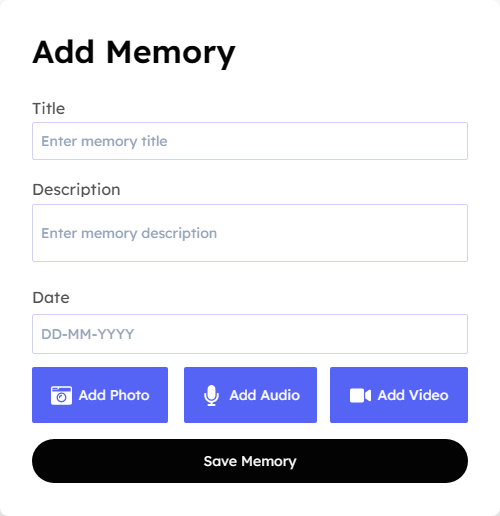 Add Memory
Title
Enter memory title
Description
Enter memory description
Date
DD-MM-YYYY
Add Photo Add Audio Add Video
Save Memory